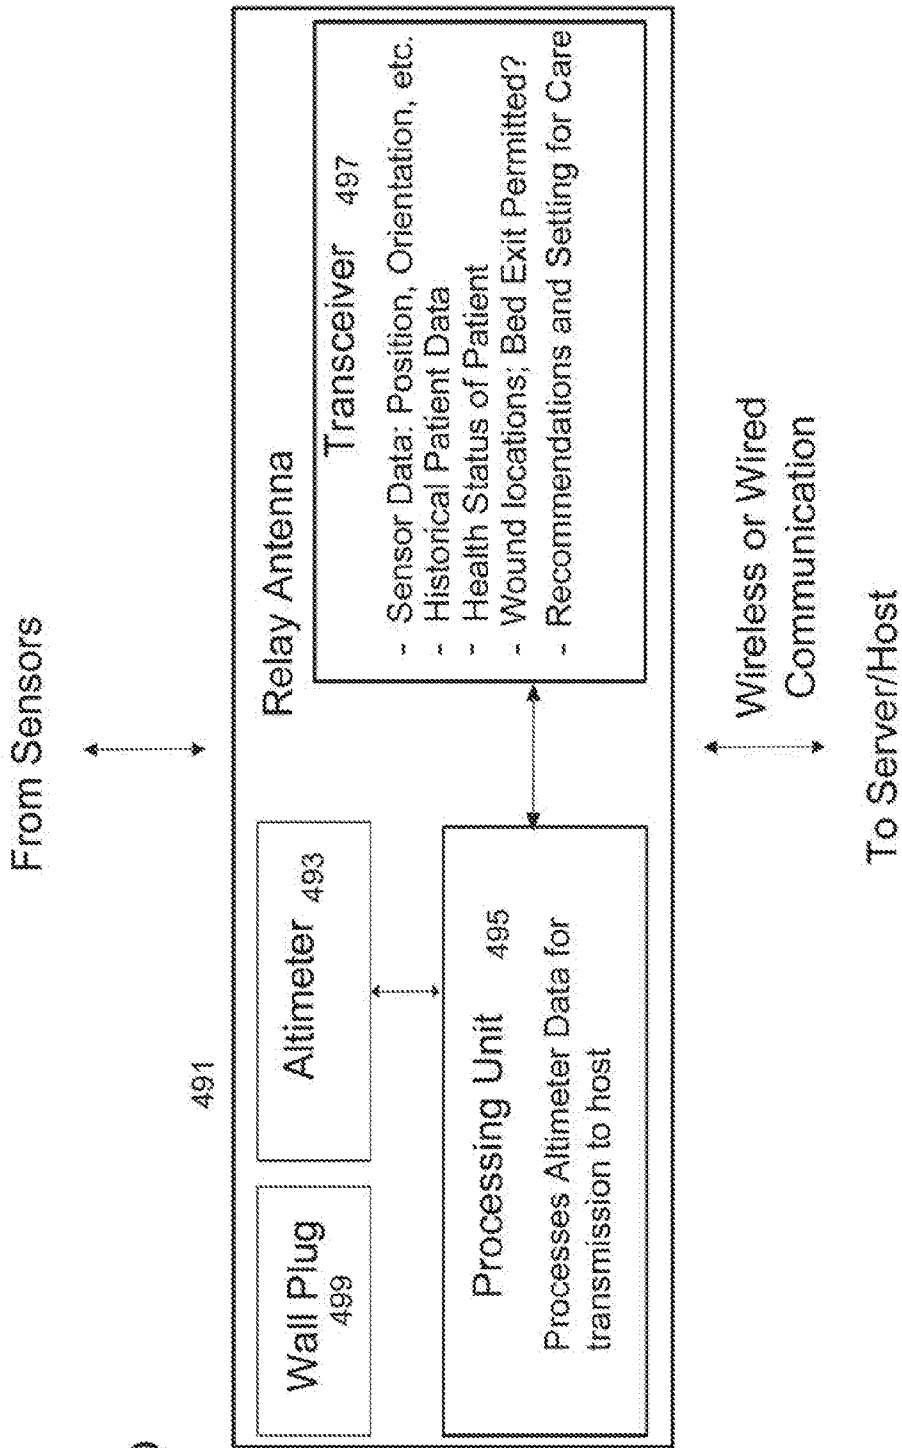 From Sensors
491
Relay Antenna
Wall Plug
499
Altimeter 493
Processing Unit 495
Processes Altimeter Data for
transmission to host
Transceiver 497
- Sensor Data: Position, Orientation, etc.
- Historical Patient Data
- Health Status of Patient
- Wound locations; Bed Exit Permitted?
- Recommendations and Setting for Care
Wireless or Wired
Communication
To Server/Host